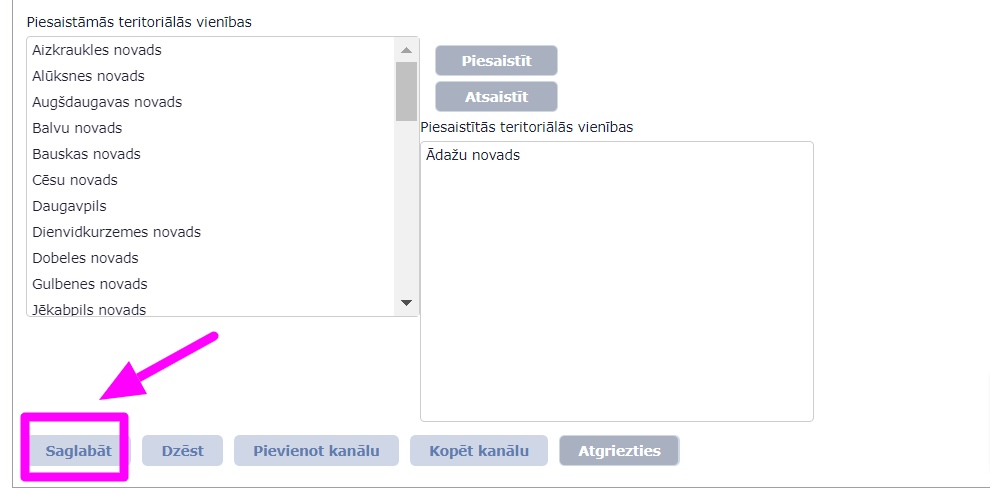 Piesaistāmās teritoriālās vienības
Aizkraukles novads
Alūksnes novads
Augšdaugavas novads
Balvu novads
Bauskas novads
Cēsu novads
Daugavpils
Dienvidkurzemes novads
Dobeles novads
Gulbenes novads
Jēkabpils novads
Piesaistīt
Atsaistīt
Piesaistītās teritoriālās vienības
Ādažu novads
Saglabāt
Dzēst
Pievienot kanālu
Kopēt kanālu
Atgriezties